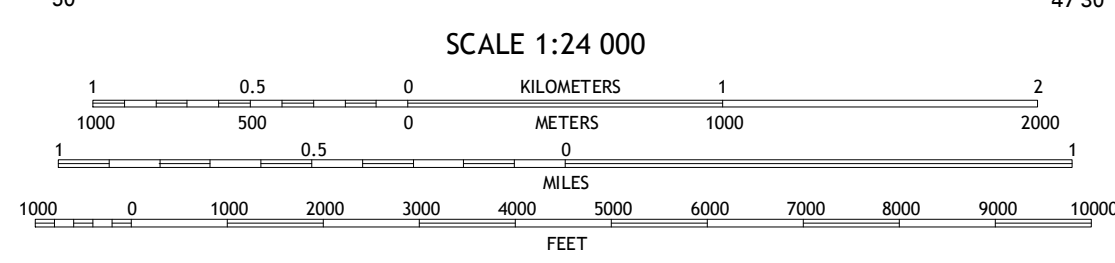 SCALE 1:24 000
1 0.5 0 KILOMETERS 1 2
1000 500 0 METERS 1000 2000
1 0.5 0 1
MILES
1000 0 1000 2000 3000 4000 5000 6000 7000 8000 9000 10000
FEET